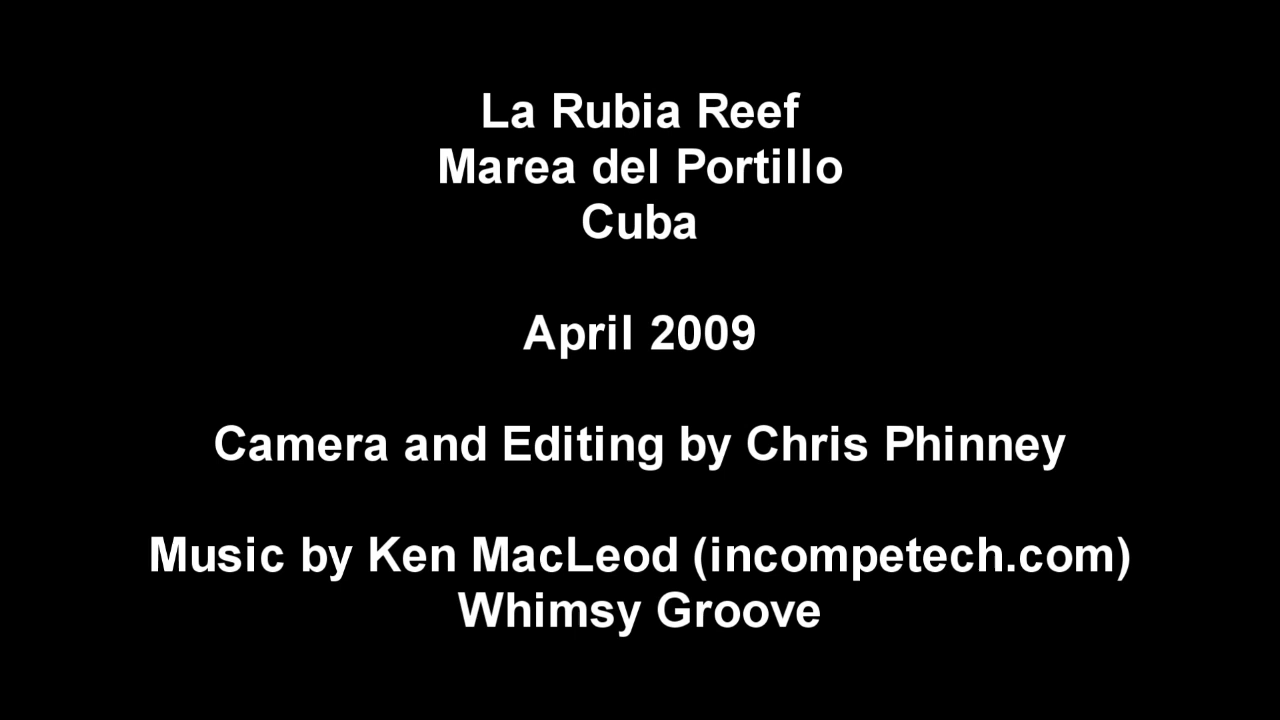 La Rubia Reef
Marea del Portillo
Cuba
April 2009
Camera and Editing by Chris Phinney
Music by Ken MacLeod (incompetech.com)
Whimsy Groove